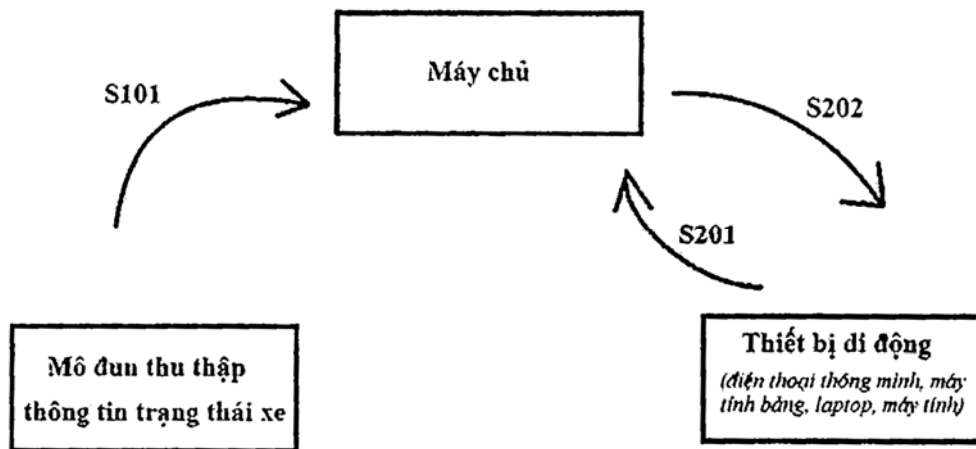 Máy chủ
S101
S202
S201
Mô đun thu thập
thông tin trạng thái xe
Thiết bị di động
(điện thoại thông minh, máy
tính bảng, laptop, máy tính)